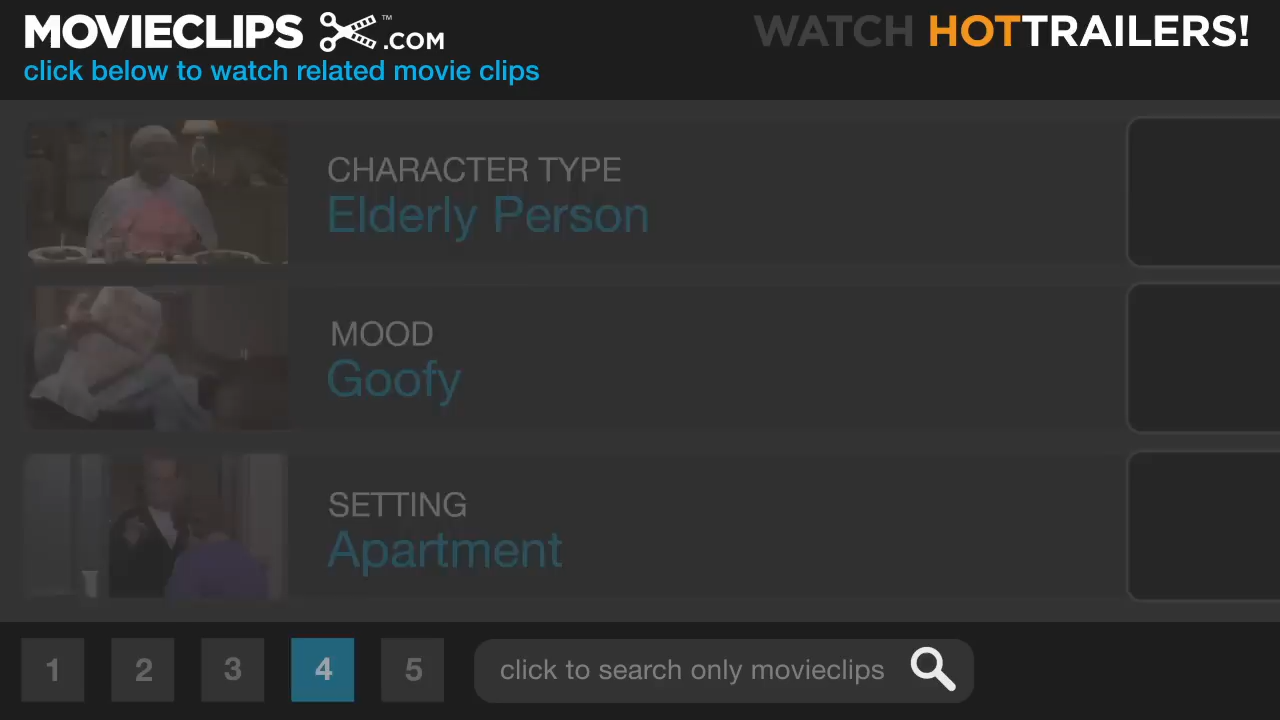 MOVIECLIPS ™ .COM
WATCH HOTTRAILERS!
click below to watch related movie clips
CHARACTER TYPE
Elderly Person
MOOD
Goofy
SETTING
Apartment
1 2 3 4 5
click to search only movieclips